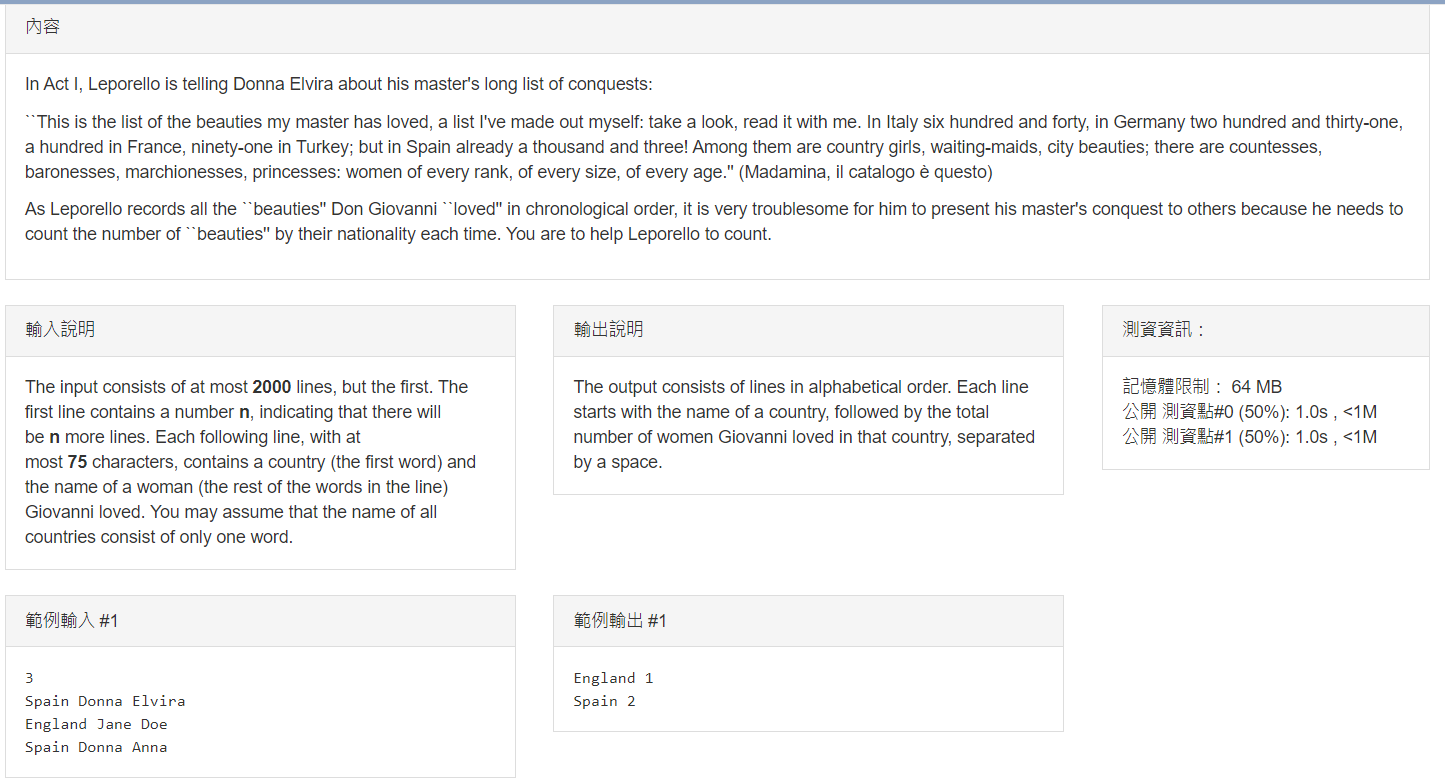 內容
In Act I, Leporello is telling Donna Elvira about his master's long list of conquests:
``This is the list of the beauties my master has loved, a list I've made out myself: take a look, read it with me. In Italy six hundred and forty, in Germany two hundred and thirty-one,
a hundred in France, ninety-one in Turkey; but in Spain already a thousand and three! Among them are country girls, waiting-maids, city beauties; there are countesses,
baronesses, marchionesses, princesses: women of every rank, of every size, of every age.'' (Madamina, il catalogo è questo)
As Leporello records all the ``beauties'' Don Giovanni ``loved'' in chronological order, it is very troublesome for him to present his master's conquest to others because he needs to
count the number of ``beauties'' by their nationality each time. You are to help Leporello to count.
輸入說明
The input consists of at most 2000 lines, but the first. The
first line contains a number n, indicating that there will
be n more lines. Each following line, with at
most 75 characters, contains a country (the first word) and
the name of a woman (the rest of the words in the line)
Giovanni loved. You may assume that the name of all
countries consist of only one word.
輸出說明
The output consists of lines in alphabetical order. Each line
starts with the name of a country, followed by the total
number of women Giovanni loved in that country, separated
by a space.
測資資訊：
記憶體限制： 64 MB
公開 測資點#0 (50%): 1.0s , <1M
公開 測資點#1 (50%): 1.0s , <1M
範例輸入 #1
3
Spain Donna Elvira
England Jane Doe
Spain Donna Anna
範例輸出 #1
England 1
Spain 2